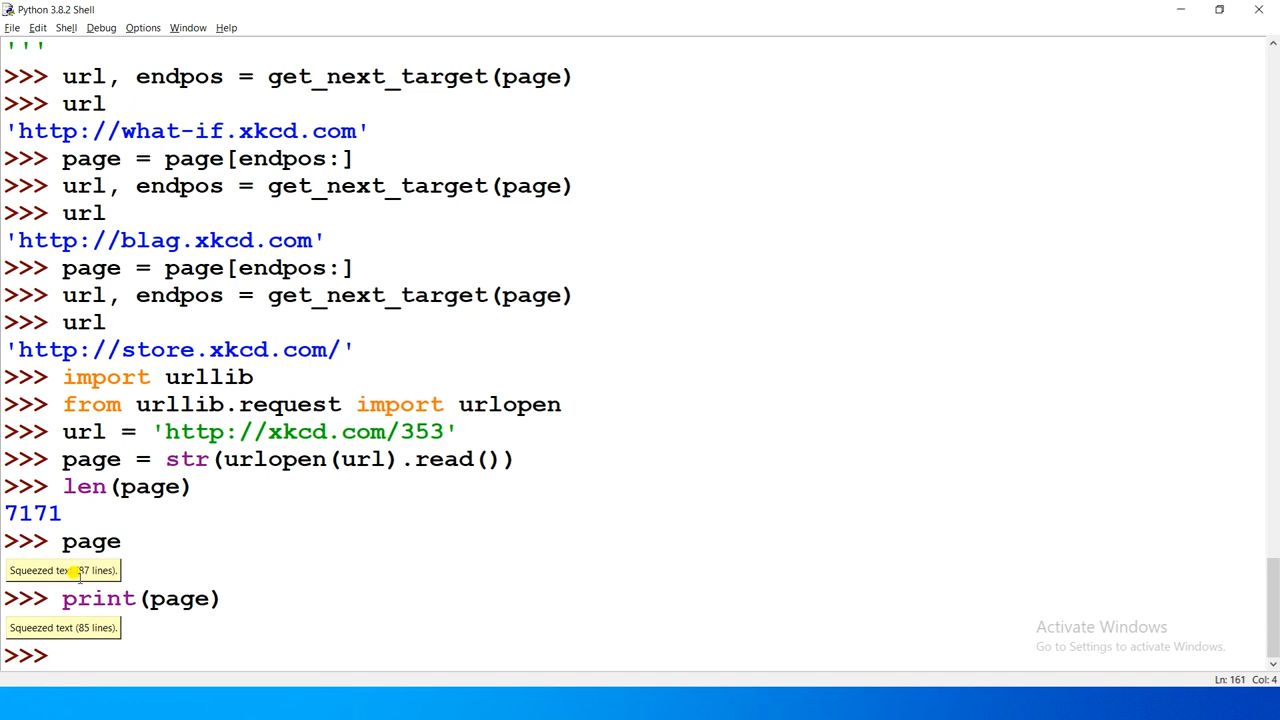 Python 3.8.2 Shell
File Edit Shell Debug Options Window Help
'''
>>> url, endpos = get_next_target(page)
>>> url
'http://what-if.xkcd.com'
>>> page = page[endpos:]
>>> url, endpos = get_next_target(page)
>>> url
'http://blag.xkcd.com'
>>> page = page[endpos:]
>>> url, endpos = get_next_target(page)
>>> url
'http://store.xkcd.com/'
>>> import urllib
>>> from urllib.request import urlopen
>>> url = 'http://xkcd.com/353'
>>> page = str(urlopen(url).read())
>>> len(page)
7171
>>> page
Squeezed text (87 lines).
>>> print(page)
Squeezed text (85 lines).
>>>
Activate Windows
Go to Settings to activate Windows.
Ln: 161 Col: 4